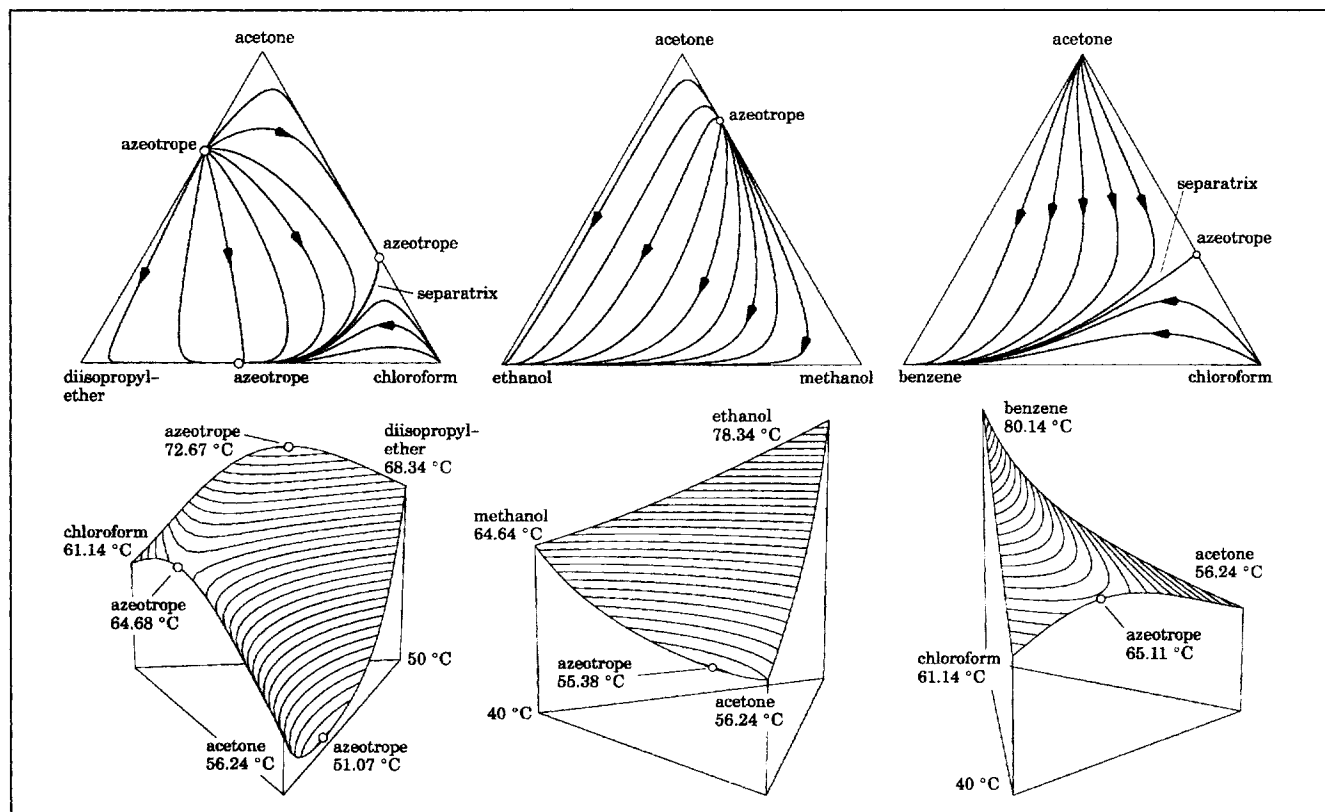 acetone
azeotrope
azeotrope
separatrix
diisopropyl–
ether
azeotrope
chloroform
acetone
azeotrope
ethanol
methanol
acetone
separatrix
azeotrope
benzene
chloroform
azeotrope
72.67 °C
diisopropyl–
ether
68.34 °C
chloroform
61.14 °C
azeotrope
64.68 °C
50 °C
acetone
56.24 °C
azeotrope
51.07 °C
ethanol
78.34 °C
methanol
64.64 °C
azeotrope
55.38 °C
40 °C
acetone
56.24 °C
benzene
80.14 °C
acetone
56.24 °C
azeotrope
65.11 °C
chloroform
61.14 °C
40 °C